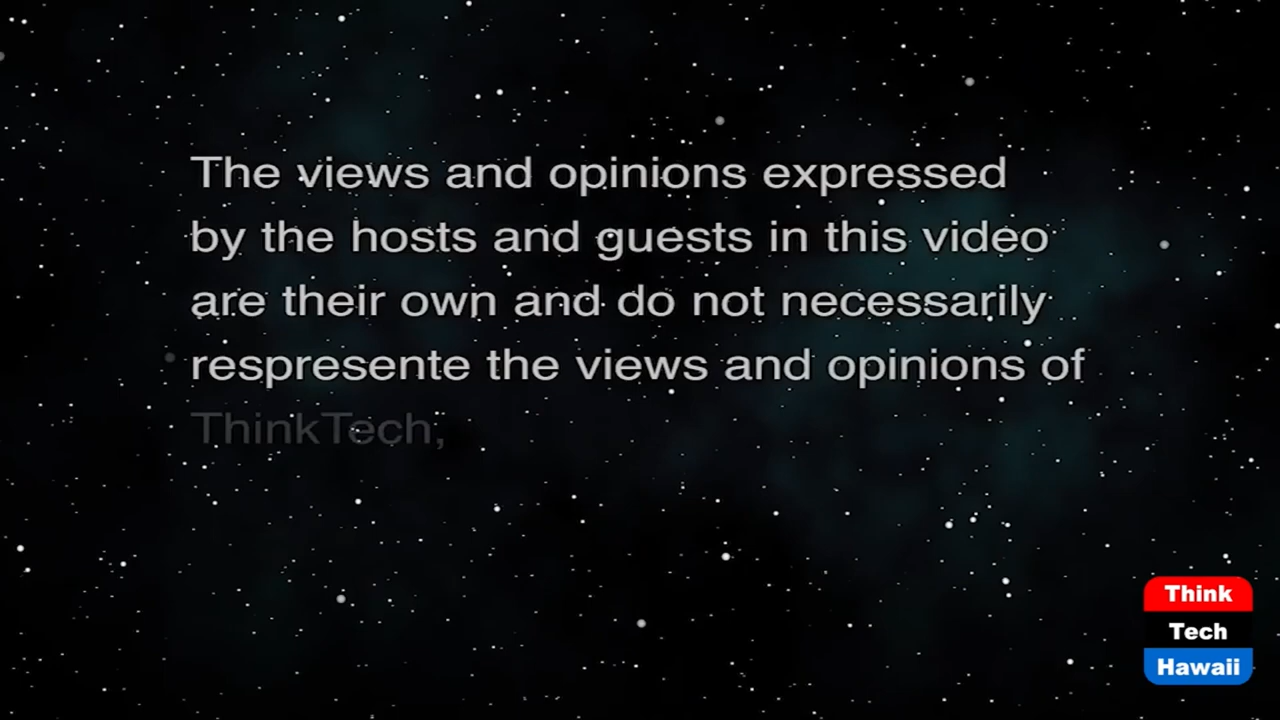 The views and opinions expressed
by the hosts and guests in this video
are their own and do not necessarily
respresente the views and opinions of
ThinkTech,
Think
Tech
Hawaii